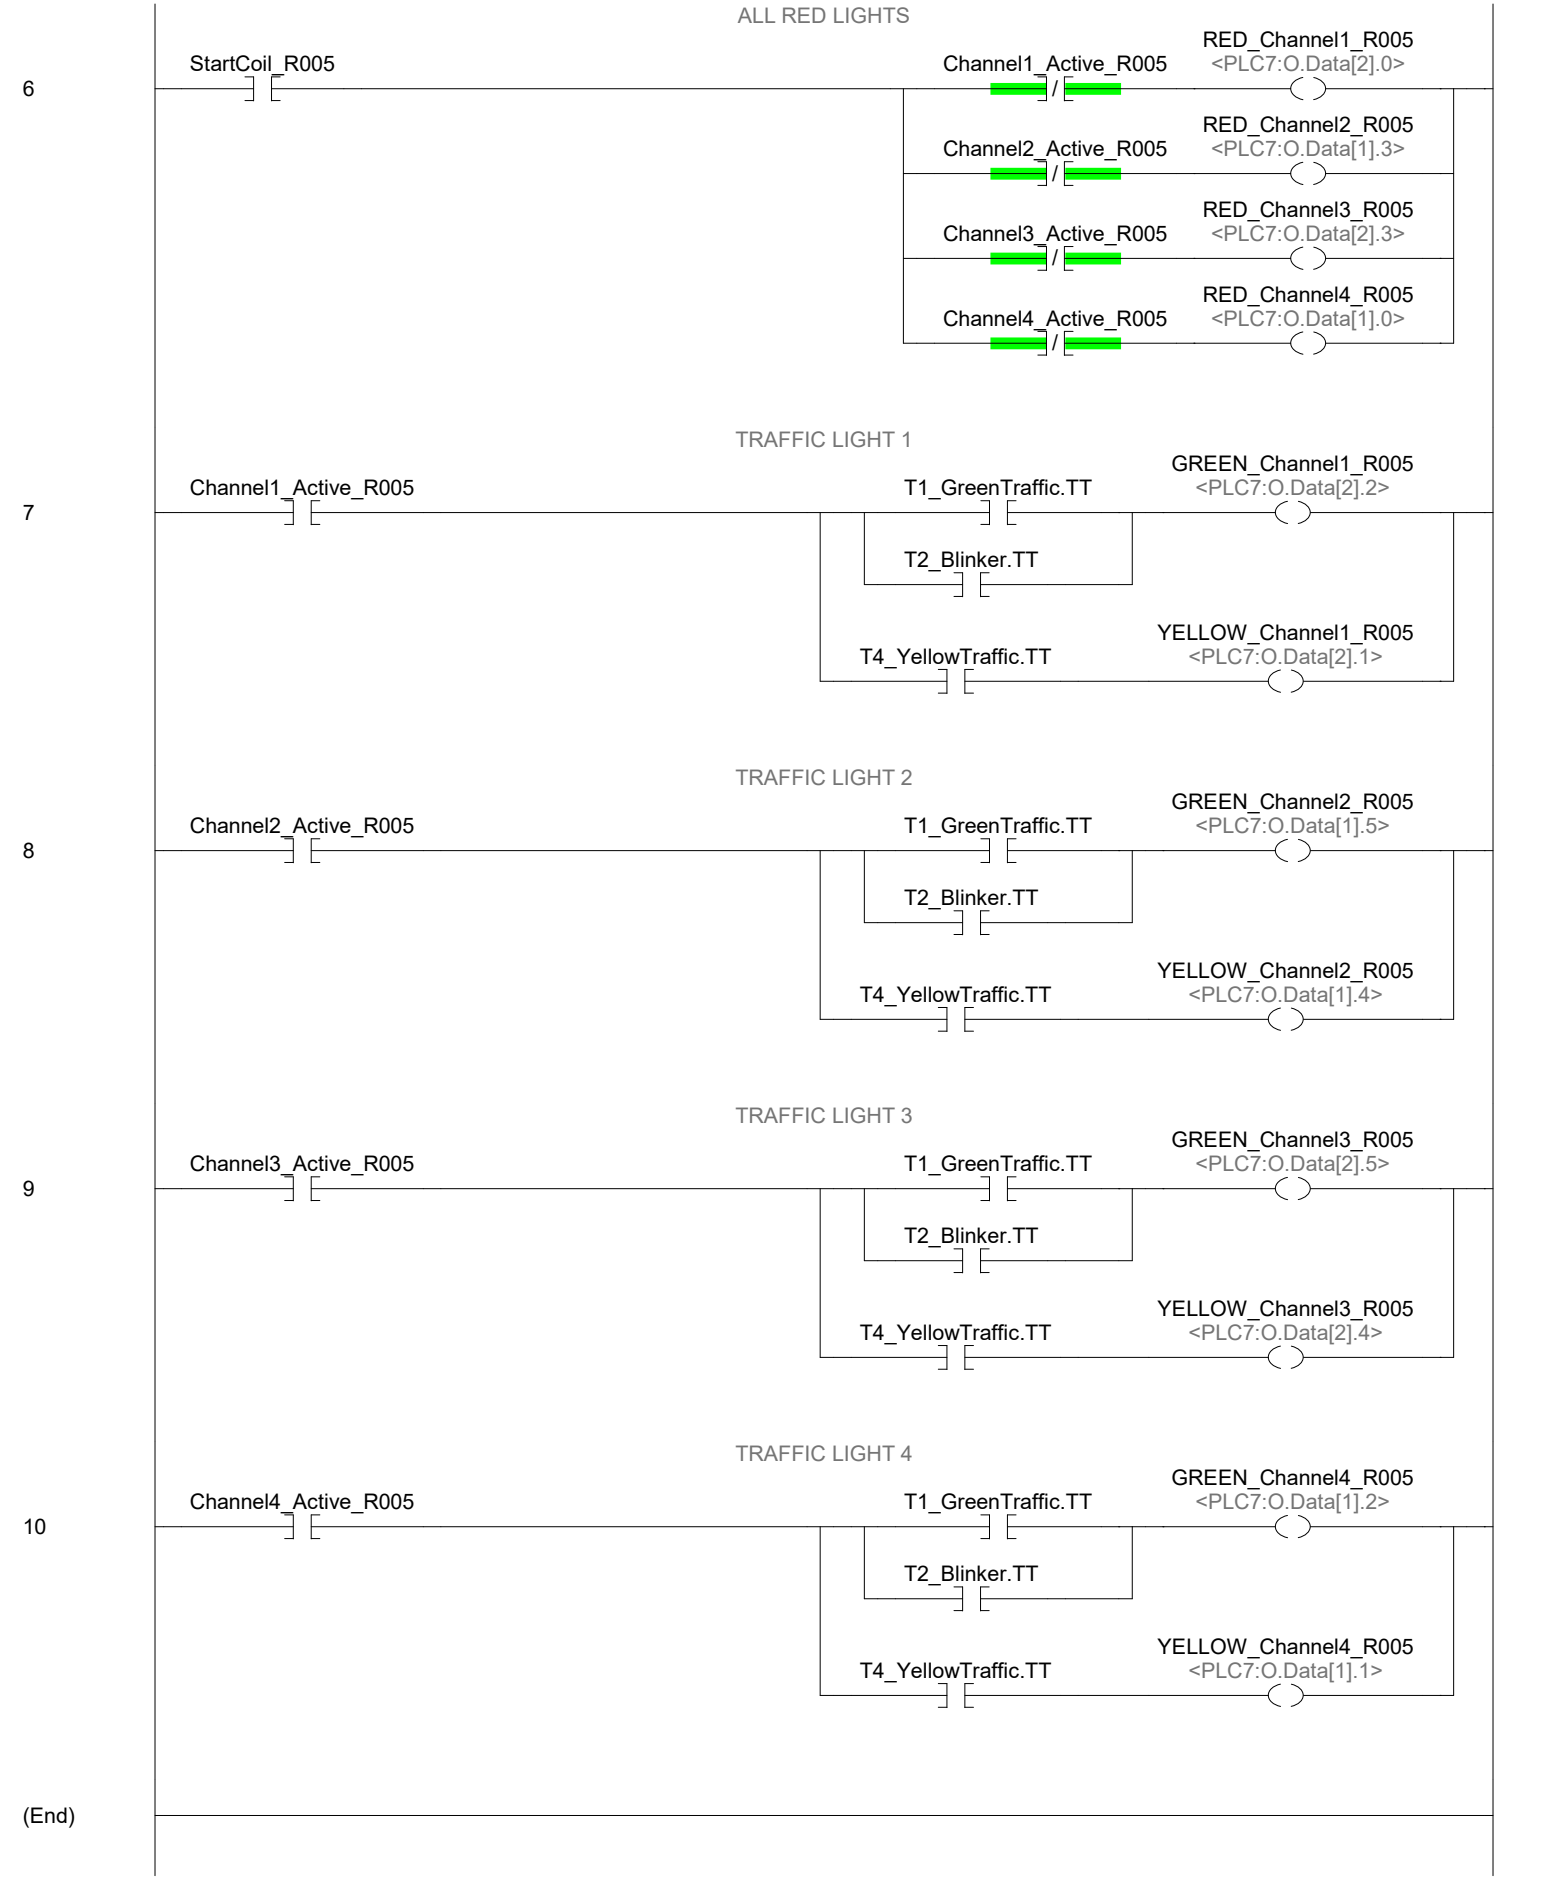 ALL RED LIGHTS
RED_Channel1_R005
StartCoil_R005 Channel1_Active_R005 <PLC7:O.Data[2].0>
6 /
RED_Channel2_R005
Channel2_Active_R005 <PLC7:O.Data[1].3>
/
RED_Channel3_R005
Channel3_Active_R005 <PLC7:O.Data[2].3>
/
RED_Channel4_R005
Channel4_Active_R005 <PLC7:O.Data[1].0>
/
TRAFFIC LIGHT 1
GREEN_Channel1_R005
Channel1_Active_R005 T1_GreenTraffic.TT <PLC7:O.Data[2].2>
7
T2_Blinker.TT
YELLOW_Channel1_R005
T4_YellowTraffic.TT <PLC7:O.Data[2].1>
TRAFFIC LIGHT 2
GREEN_Channel2_R005
Channel2_Active_R005 T1_GreenTraffic.TT <PLC7:O.Data[1].5>
8
T2_Blinker.TT
YELLOW_Channel2_R005
T4_YellowTraffic.TT <PLC7:O.Data[1].4>
TRAFFIC LIGHT 3
GREEN_Channel3_R005
Channel3_Active_R005 T1_GreenTraffic.TT <PLC7:O.Data[2].5>
9
T2_Blinker.TT
YELLOW_Channel3_R005
T4_YellowTraffic.TT <PLC7:O.Data[2].4>
TRAFFIC LIGHT 4
GREEN_Channel4_R005
Channel4_Active_R005 T1_GreenTraffic.TT <PLC7:O.Data[1].2>
10
T2_Blinker.TT
YELLOW_Channel4_R005
T4_YellowTraffic.TT <PLC7:O.Data[1].1>
(End)